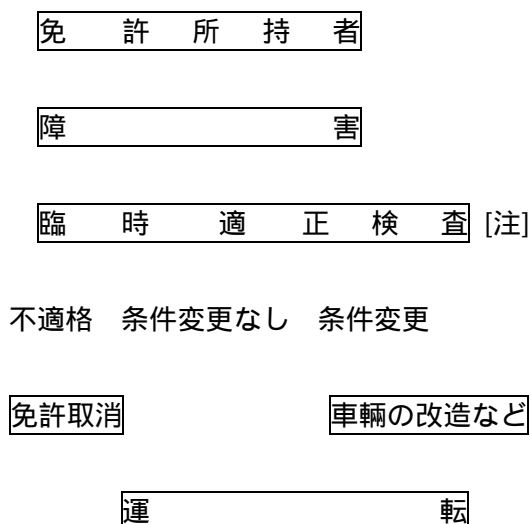 免許所持者
障害
臨時適正検査 [注]
不適格 条件変更なし 条件変更
免許取消 車輌の改造など
運転